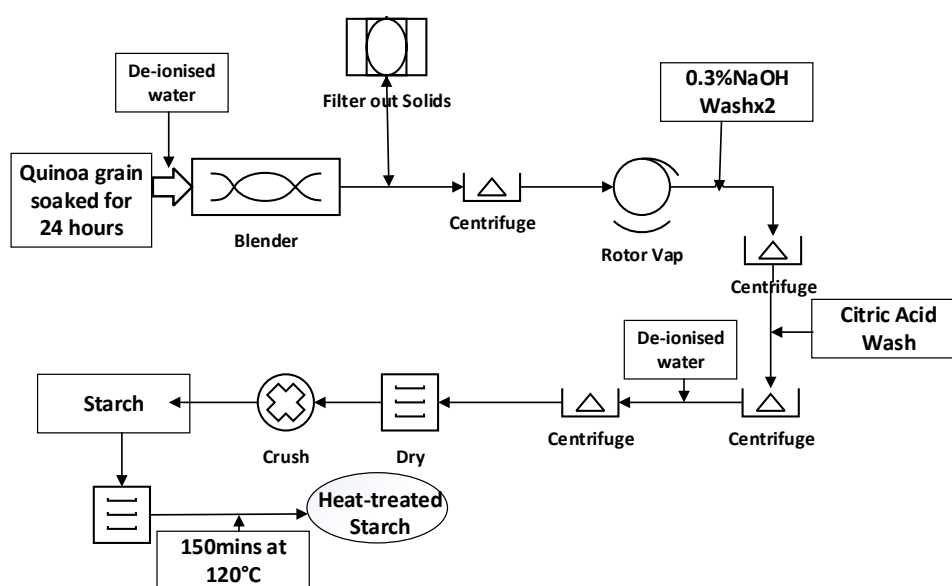 De-ionised
water
Filter out Solids
0.3%NaOH
Washx2
Quinoa grain
soaked for
24 hours
Blender
Centrifuge
Rotor Vap
Centrifuge
Citric Acid
Wash
De-ionised
water
Starch
Crush
Dry
Centrifuge
Centrifuge
Heat-treated
Starch
150mins at
120°C